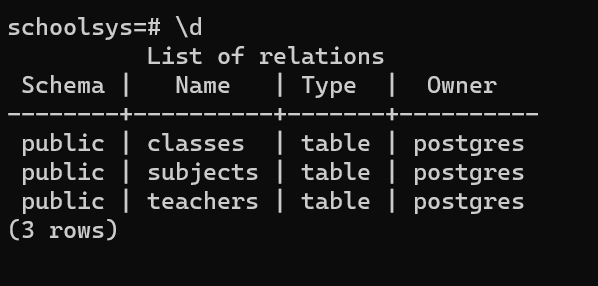 schoolsys=# \d
          List of relations
 Schema |   Name   | Type  |  Owner
--------+----------+-------+----------
 public | classes  | table | postgres
 public | subjects | table | postgres
 public | teachers | table | postgres
(3 rows)